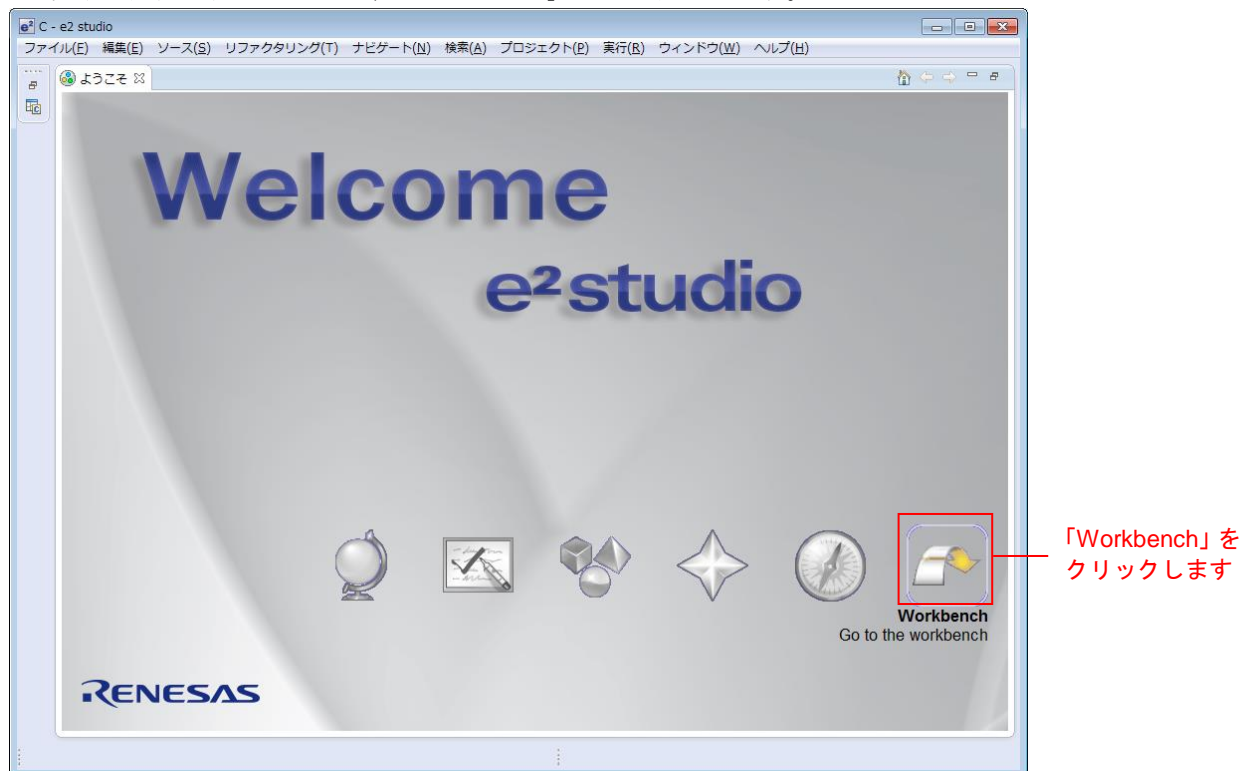 C - e2 studio
ファイル(F) 編集(E) ソース(S) リファクタリング(T) ナビゲート(N) 検索(A) プロジェクト(P) 実行(R) ウィンドウ(W) ヘルプ(H)
ようこそ
Welcome
e² studio
「Workbench」を
クリックします
Workbench
Go to the workbench
RENESAS